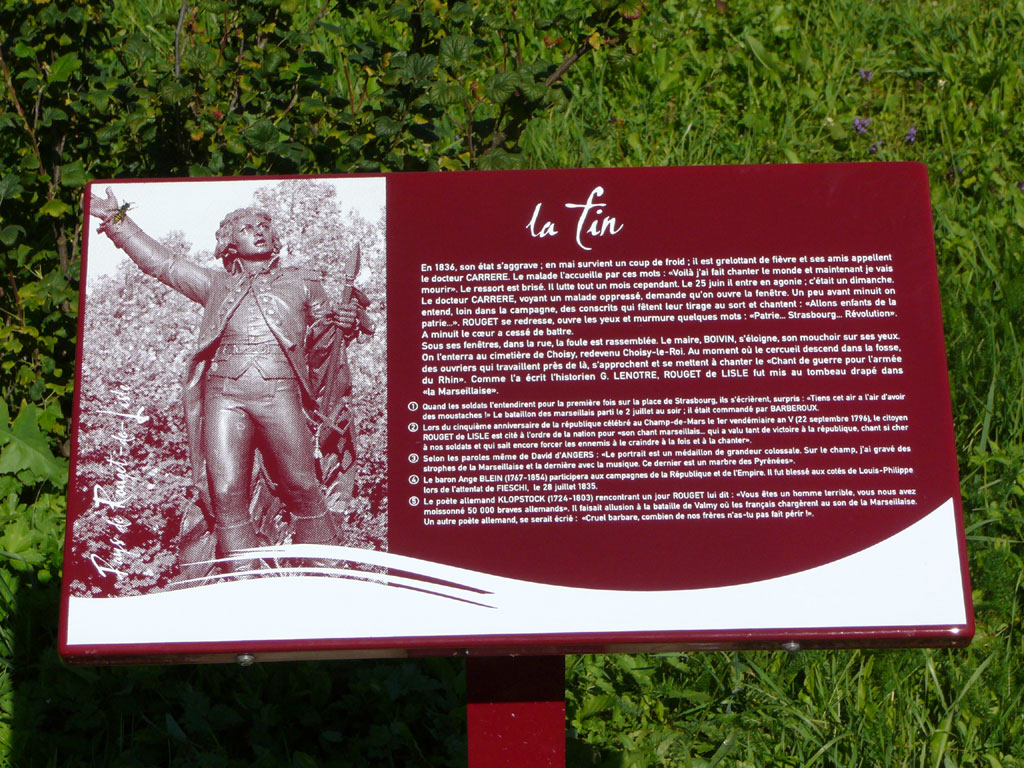 la fin
En 1836, son état s'aggrave ; en mai survient un coup de froid ; il est grelottant de fièvre et ses amis appellent
le docteur CARRERE. Le malade l'accueille par ces mots : «Voilà j'ai fait chanter le monde et maintenant je vais
mourir». Le ressort est brisé. Il lutte tout un mois cependant. Le 25 juin il entre en agonie ; c'était un dimanche.
Le docteur CARRERE, voyant un malade oppressé, demande qu'on ouvre la fenêtre. Un peu avant minuit on
entend, loin dans la campagne, des conscrits qui fêtent leur tirage au sort et chantent : «Allons enfants de la
patrie...». ROUGET se redresse, ouvre les yeux et murmure quelques mots : «Patrie... Strasbourg... Révolution».
A minuit le cœur a cessé de battre.
Sous ses fenêtres, dans la rue, la foule est rassemblée. Le maire, BOIVIN, s'éloigne, son mouchoir sur ses yeux.
On l'enterra au cimetière de Choisy, redevenu Choisy-le-Roi. Au moment où le cercueil descend dans la fosse,
des ouvriers qui travaillent près de là, s'approchent et se mettent à chanter le «Chant de guerre pour l'armée
du Rhin». Comme l'a écrit l'historien G. LENOTRE, ROUGET de LISLE fut mis au tombeau drapé dans
«la Marseillaise».
① Quand les soldats l'entendirent pour la première fois sur la place de Strasbourg, ils s'écrièrent, surpris : «Tiens cet air a l'air d'avoir
des moustaches !» Le bataillon des marseillais parti le 2 juillet au soir ; il était commandé par BARBEROUX.
② Lors du cinquième anniversaire de la république célébré au Champ-de-Mars le 1er vendémiaire an V (22 septembre 1796), le citoyen
ROUGET de LISLE est cité à l'ordre de la nation pour «son chant marseillais... qui a valu tant de victoire à la république, chant si cher
à nos soldats et qui sait encore forcer les ennemis à le craindre à la fois et à la chanter».
③ Selon les paroles même de David d'ANGERS : «Le portrait est un médaillon de grandeur colossale. Sur le champ, j'ai gravé des
strophes de la Marseillaise et la dernière avec la musique. Ce dernier est un marbre des Pyrénées».
④ Le baron Ange BLEIN (1767-1854) participera aux campagnes de la République et de l'Empire. Il fut blessé aux cotés de Louis-Philippe
lors de l'attentat de FIESCHI, le 28 juillet 1835.
⑤ Le poète allemand KLOPSTOCK (1724-1803) rencontrant un jour ROUGET lui dit : «Vous êtes un homme terrible, vous nous avez
moissonné 50 000 braves allemands». Il faisait allusion à la bataille de Valmy où les français chargèrent au son de la Marseillaise.
Un autre poète allemand, se serait écrié : «Cruel barbare, combien de nos frères n'as-tu pas fait périr !».
Pays de Rouget-de-Lisle